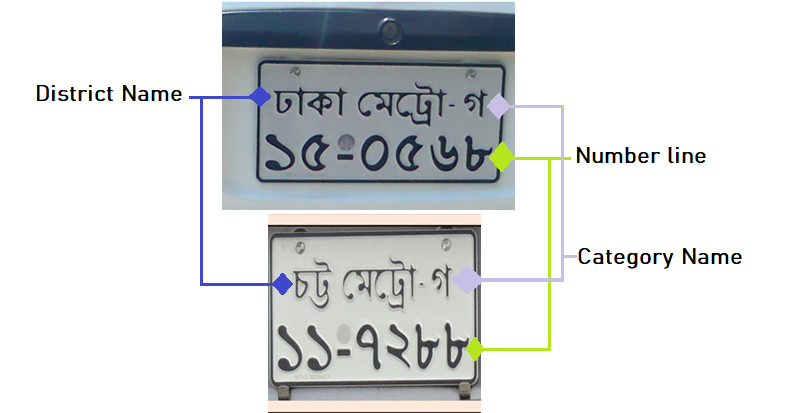 ঢাকা মেট্রো-গ
১৫-০৫৬৮
District Name
Number line
Category Name
চট্ট মেট্রো-গ
১১-৭২৮৮